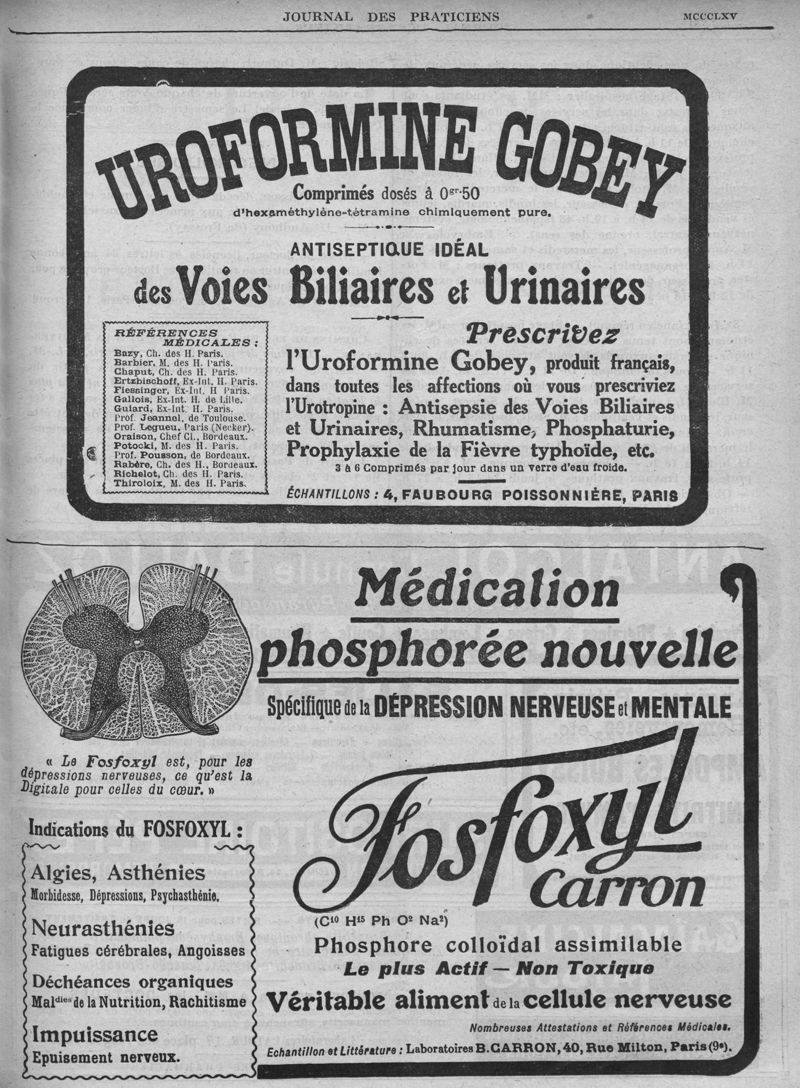 JOURNAL DES PRATICIENS
MCCCLXV
UROFORMINE GOBEY
Comprimés dosés à 0gr.50
d'hexaméthylène-tétramine chimiquement pure.
ANTISEPTIQUE IDÉAL
des Voies Biliaires et Urinaires
RÉFÉRENCES
MÉDICALES :
Bazy, Ch. des H. Paris.
Barbier, M. des H. Paris.
Chaput, Ch. des H. Paris.
Ertzbischoff, Ex-Int. H. Paris.
Fiessinger, Ex-Int. H. Paris
Gallois, Ex-Int. H. de Lille.
Guiard, Ex-Int. H. Paris.
Prof. Jeannel, de Toulouse.
Prof. Legueu, Paris (Necker).
Oraison, Chef Cl., Bordeaux.
Potocki, M. des H. Paris.
Prof. Pousson, de Bordeaux.
Rabère, Ch. des H., Bordeaux.
Richelot, Ch. des H. Paris.
Thiroloix, M. des H. Paris.
Prescrivez
l'Uroformine Gobey, produit français,
dans toutes les affections où vous prescriviez
l'Urotropine : Antisepsie des Voies Biliaires
et Urinaires, Rhumatisme, Phosphaturie,
Prophylaxie de la Fièvre typhoïde, etc.
3 à 6 Comprimés par jour dans un verre d'eau froide.
ÉCHANTILLONS : 4, FAUBOURG POISSONNIÈRE, PARIS
Médication
phosphorée nouvelle
Spécifique de la DÉPRESSION NERVEUSE et MENTALE
« Le Fosfoxyl est, pour les
dépressions nerveuses, ce qu'est la
Digitale pour celles du cœur. »
Indications du FOSFOXYL :
Algies, Asthénies
Morbidesse, Dépressions, Psychasthénie.
Neurasthénies
Fatigues cérébrales, Angoisses
Déchéances organiques
Maldies de la Nutrition, Rachitisme
Impuissance
Epuisement nerveux.
Fosfoxyl
Carron
(C10 H15 Ph O2 Na2)
Phosphore colloïdal assimilable
Le plus Actif — Non Toxique
Véritable aliment de la cellule nerveuse
Nombreuses Attestations et Références Médicales.
Echantillon et Littérature : Laboratoires B. CARRON, 40, Rue Milton, Paris (9e).